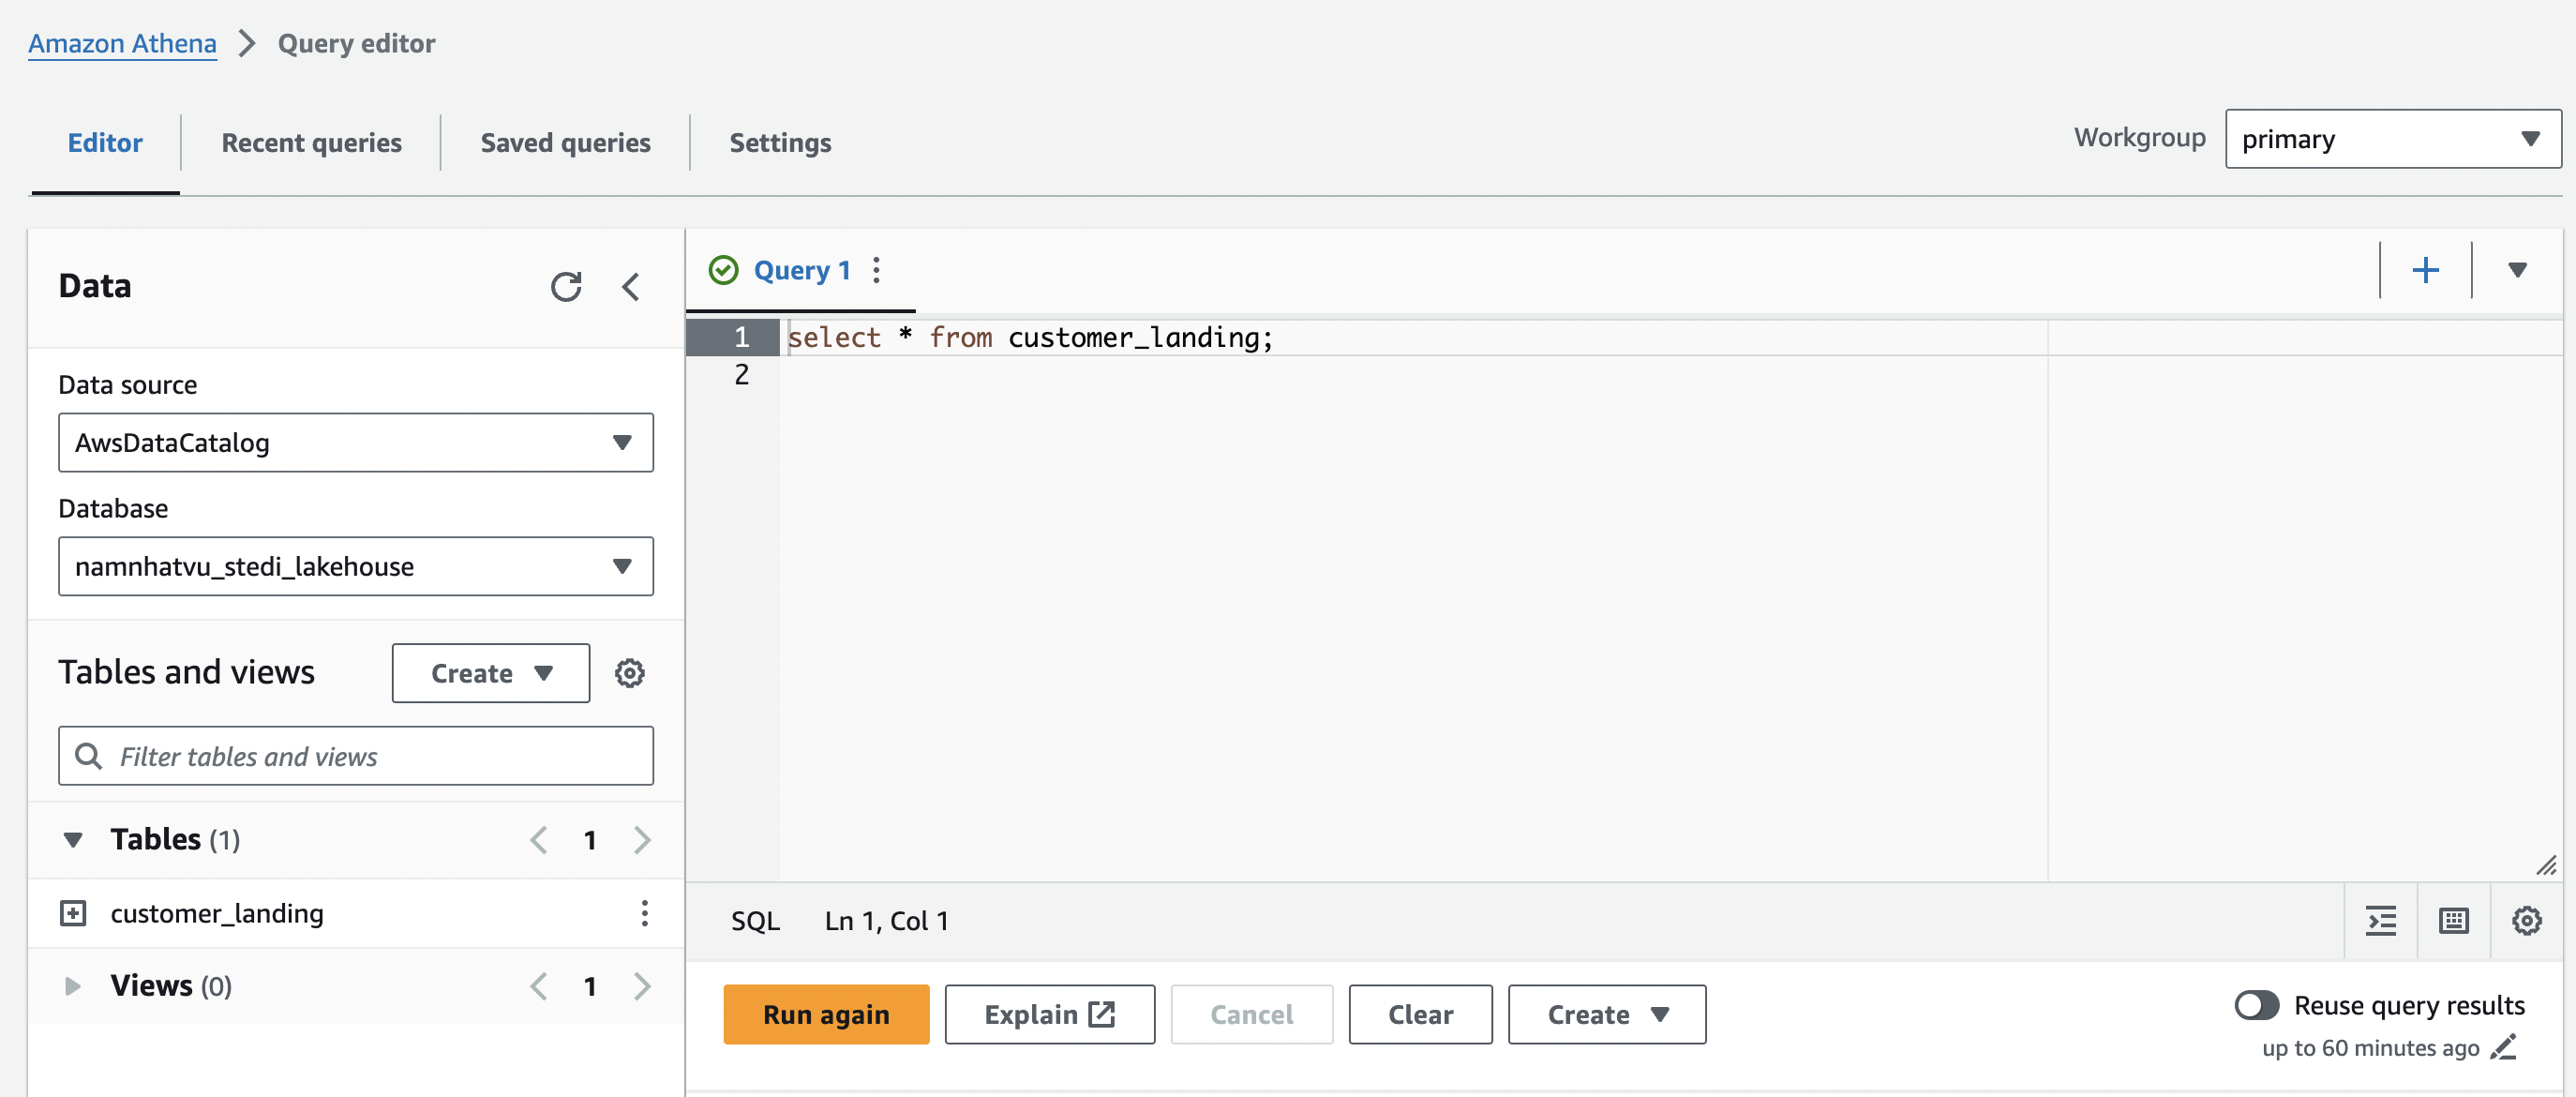 Amazon Athena > Query editor
Editor Recent queries Saved queries Settings
Workgroup primary
Data
Data source
AwsDataCatalog
Database
namnhatvu_stedi_lakehouse
Tables and views Create
Filter tables and views
Tables (1) < 1 >
customer_landing
Views (0) < 1 >
Query 1
1 select * from customer_landing;
2
SQL Ln 1, Col 1
Run again Explain Cancel Clear Create
Reuse query results
up to 60 minutes ago